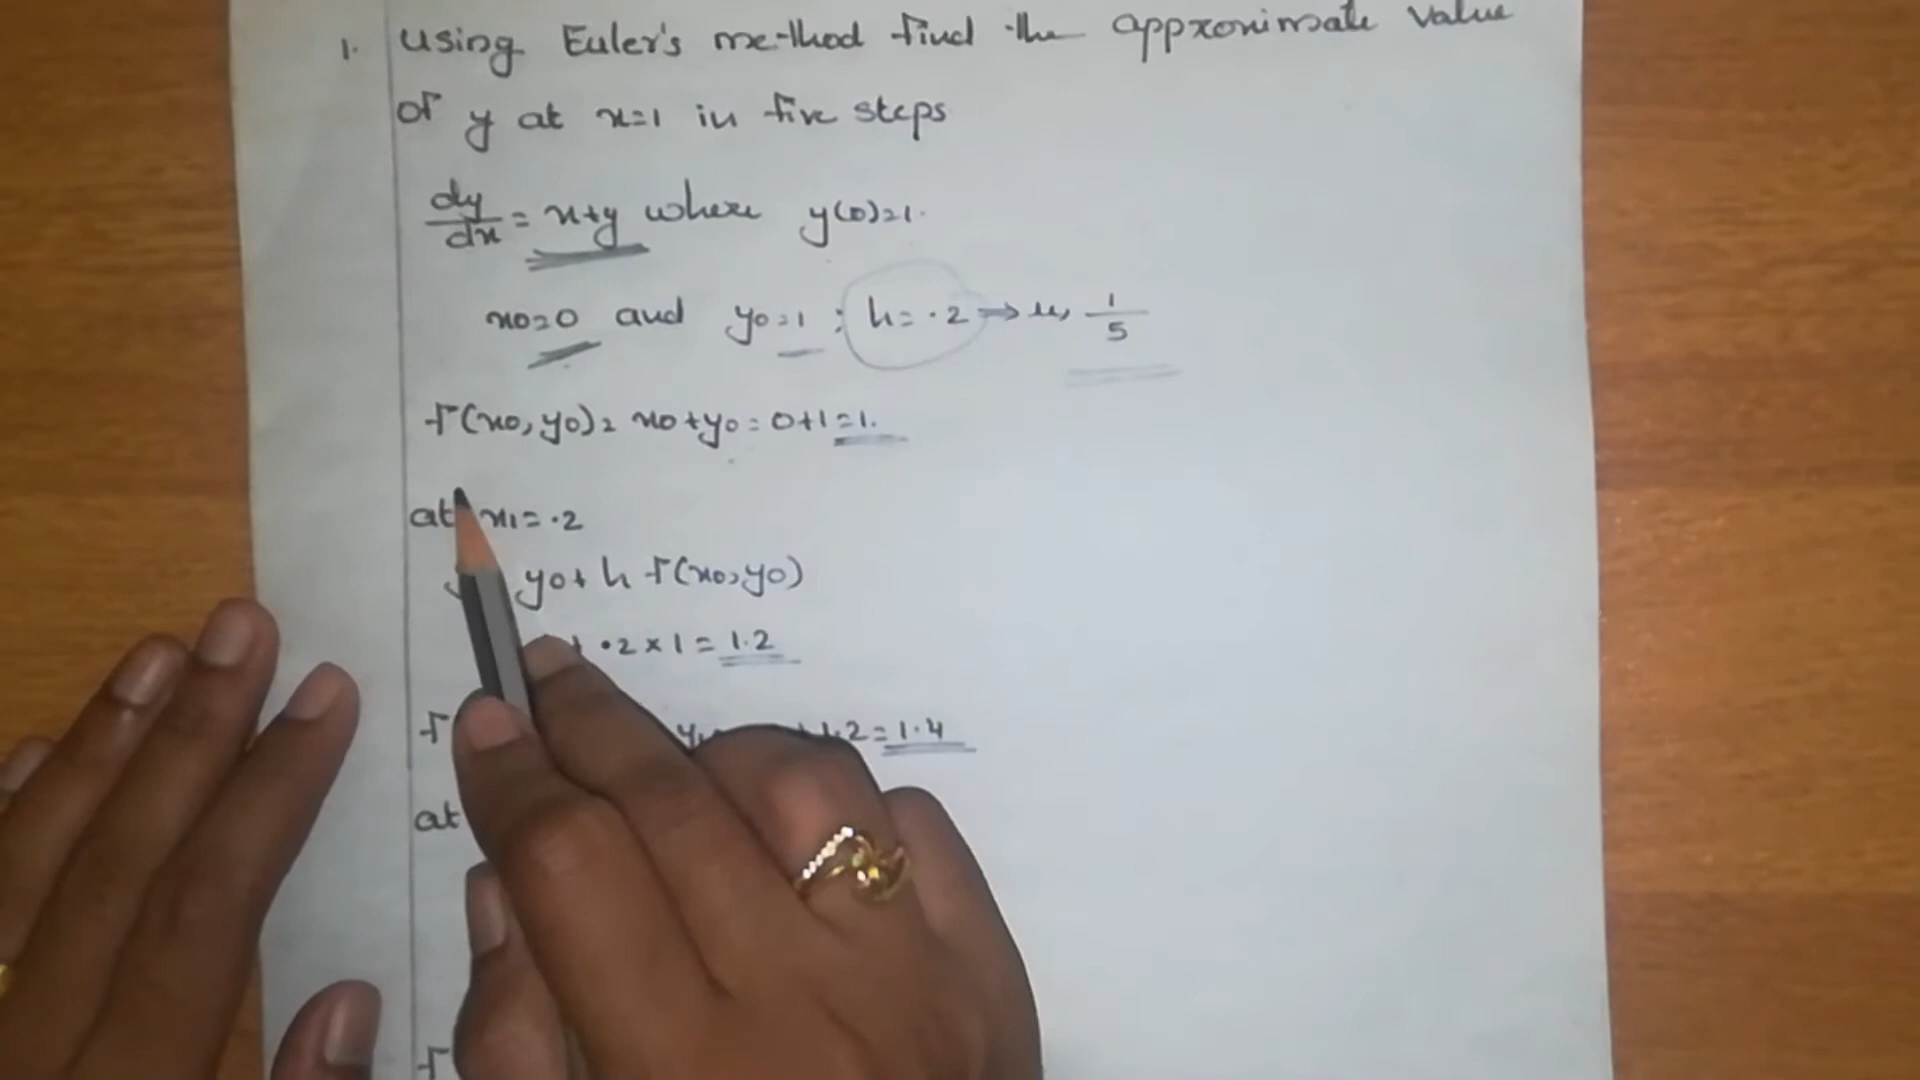 1. Using Euler's method find the approximate value
of y at x=1 in five steps
dy/dx = x+y where y(0)=1.
x0=0 and y0=1 ; h=.2 ⇒ ie, 1/5
f(x0,y0)= x0+y0= 0+1=1.
at x1=.2
y0+ h f(x0,y0)
.2×1 = 1.2
f y1 1.2=1.4
at
f